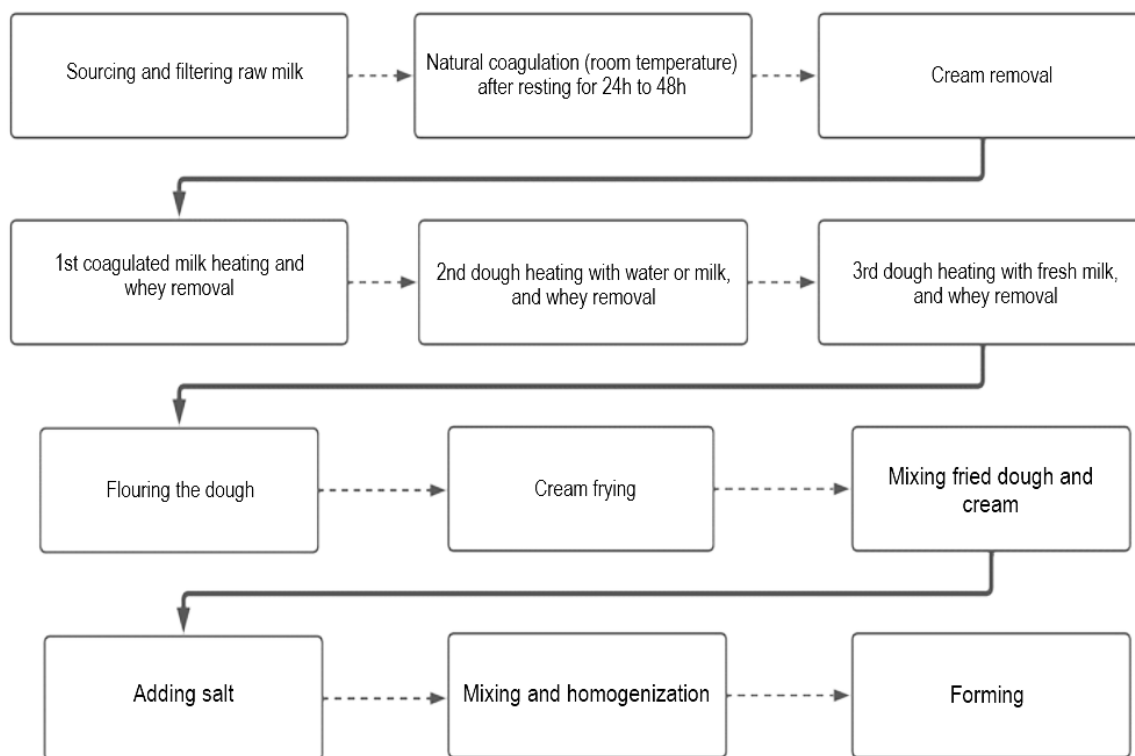 Sourcing and filtering raw milk
Natural coagulation (room temperature)
after resting for 24h to 48h
Cream removal
1st coagulated milk heating and
whey removal
2nd dough heating with water or milk,
and whey removal
3rd dough heating with fresh milk,
and whey removal
Flouring the dough
Cream frying
Mixing fried dough and
cream
Adding salt
Mixing and homogenization
Forming